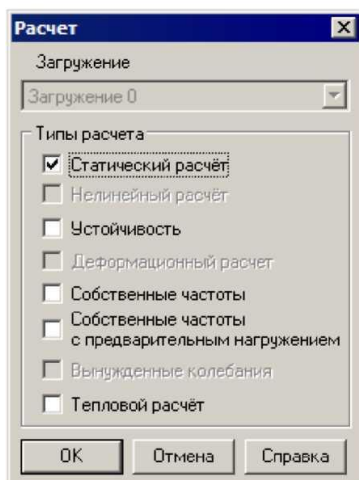 Расчет
Загружение
Загружение 0
Типы расчета
Статический расчёт
Нелинейный расчёт
Устойчивость
Деформационный расчет
Собственные частоты
Собственные частоты
с предварительным нагружением
Вынужденные колебания
Тепловой расчёт
OK Отмена Справка